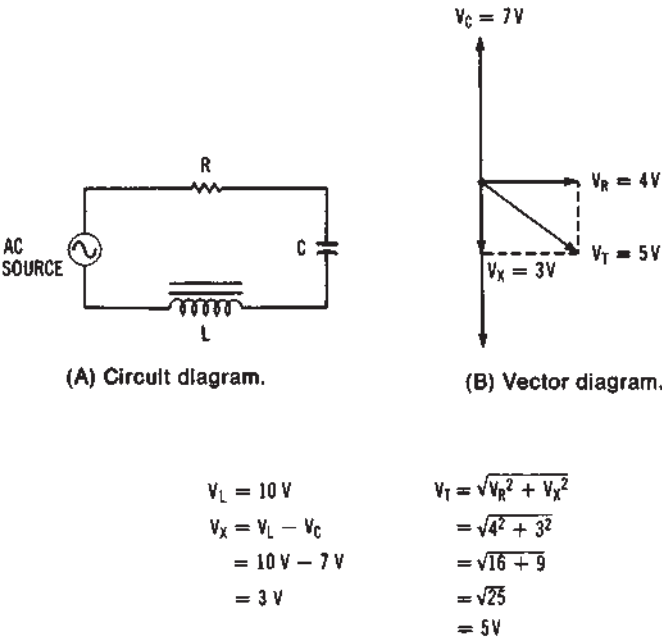 V_C = 7V
R
V_R = 4V
AC
SOURCE
C
V_T = 5V
V_X = 3V
L
(A) Circuit diagram.
(B) Vector diagram.
V_L = 10 V
V_X = V_L − V_C
= 10 V − 7 V
= 3 V
V_T = √(V_R² + V_X²)
= √(4² + 3²)
= √(16 + 9)
= √25
= 5V